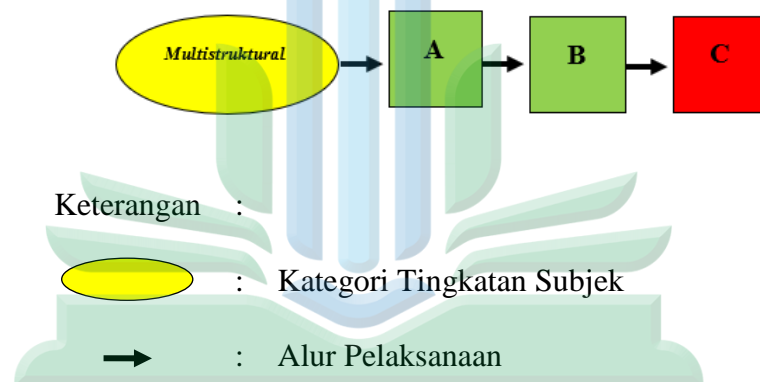 Multistruktural A B C
Keterangan :
: Kategori Tingkatan Subjek
: Alur Pelaksanaan